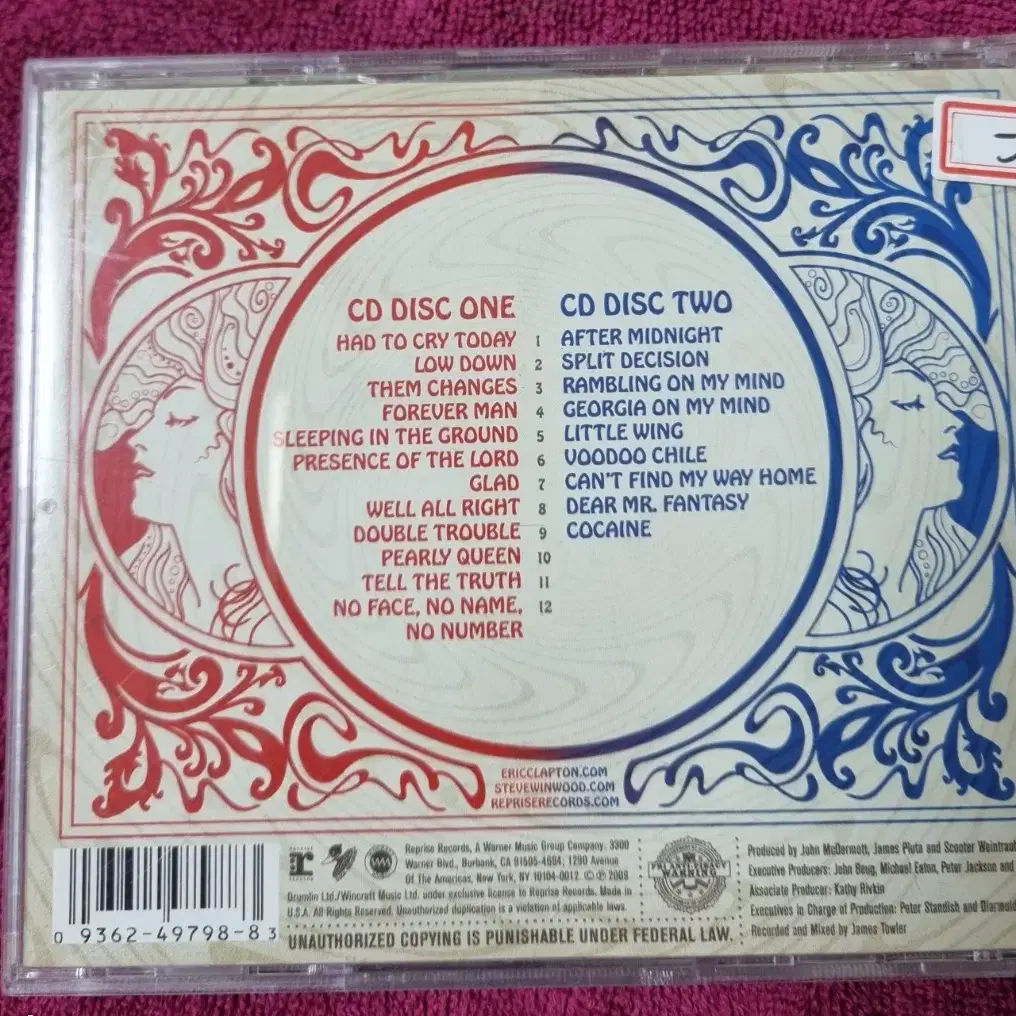 CD DISC ONE
HAD TO CRY TODAY 1
LOW DOWN 2
THEM CHANGES 3
FOREVER MAN 4
SLEEPING IN THE GROUND 5
PRESENCE OF THE LORD 6
GLAD 7
WELL ALL RIGHT 8
DOUBLE TROUBLE 9
PEARLY QUEEN 10
TELL THE TRUTH 11
NO FACE, NO NAME, 12
NO NUMBER
CD DISC TWO
AFTER MIDNIGHT
SPLIT DECISION
RAMBLING ON MY MIND
GEORGIA ON MY MIND
LITTLE WING
VOODOO CHILE
CAN'T FIND MY WAY HOME
DEAR MR. FANTASY
COCAINE
ERICCLAPTON.COM
STEVEWINWOOD.COM
REPRISERECORDS.COM
0 9362-49798-8 3
Reprise Records, A Warner Music Group Company, 3300
Warner Blvd., Burbank, CA 91505-4694, 1290 Avenue
Of The Americas, New York, NY 10104-0012. © ℗ 2009
Drumlin Ltd./Wincraft Music Ltd. under exclusive license to Reprise Records. Made in
U.S.A. All Rights Reserved. Unauthorized duplication is a violation of applicable laws.
UNAUTHORIZED COPYING IS PUNISHABLE UNDER FEDERAL LAW.
FBI ANTI-PIRACY
WARNING
Produced by John McDermott, James Pluta and Scooter Weintraub
Executive Producers: John Beug, Michael Eaton, Peter Jackson and
Associate Producer: Kathy Rivkin
Executives in Charge of Production: Peter Standish and Diarmuid
Recorded and Mixed by James Towler